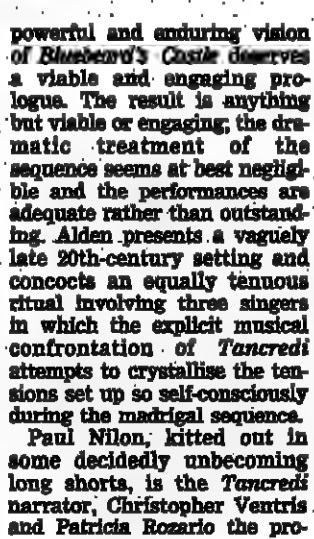 powerful and enduring vision
of Bluebeard's Castle deserves
a viable and engaging pro-
logue. The result is anything
but viable or engaging; the dra-
matic treatment of the
sequence seems at best negligi-
ble and the performances are
adequate rather than outstand-
ing. Alden presents a vaguely
late 20th-century setting and
concocts an equally tenuous
ritual involving three singers
in which the explicit musical
confrontation of Tancredi
attempts to crystallise the ten-
sions set up so self-consciously
during the madrigal sequence.
Paul Nilon, kitted out in
some decidedly unbecoming
long shorts, is the Tancredi
narrator, Christopher Ventris
and Patricia Rozario the pro-